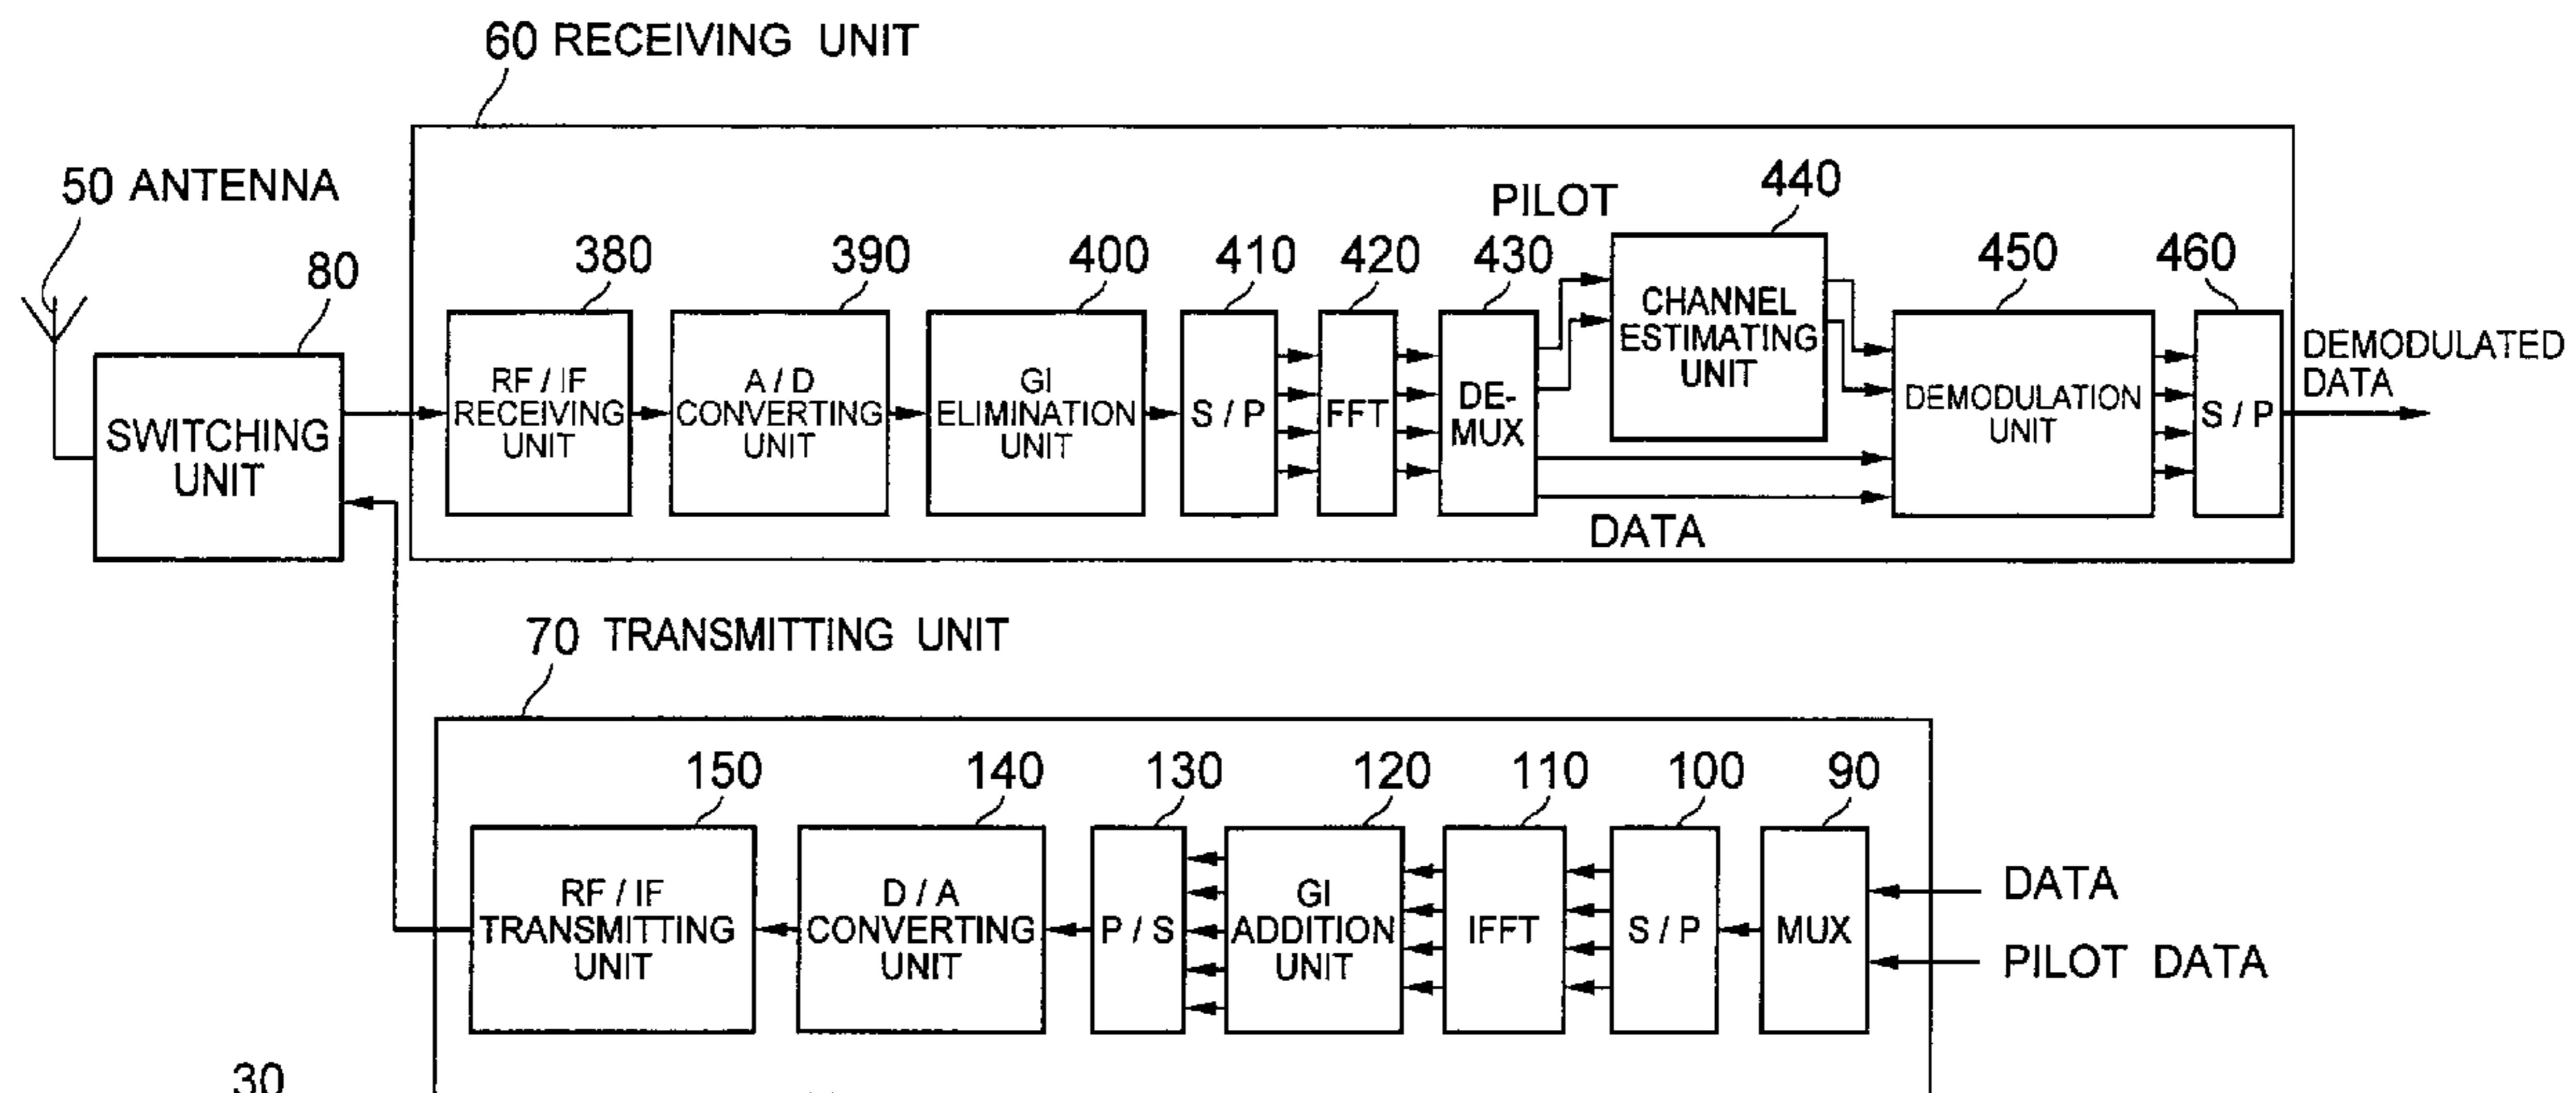 60 RECEIVING UNIT
50 ANTENNA
80
SWITCHING
UNIT
380
RF / IF
RECEIVING
UNIT
390
A / D
CONVERTING
UNIT
400
GI
ELIMINATION
UNIT
410
S / P
420
FFT
430
DE-
MUX
PILOT
440
CHANNEL
ESTIMATING
UNIT
DATA
450
DEMODULATION
UNIT
460
S / P
DEMODULATED
DATA
70 TRANSMITTING UNIT
150
RF / IF
TRANSMITTING
UNIT
140
D / A
CONVERTING
UNIT
130
P / S
120
GI
ADDITION
UNIT
110
IFFT
100
S / P
90
MUX
DATA
PILOT DATA
30